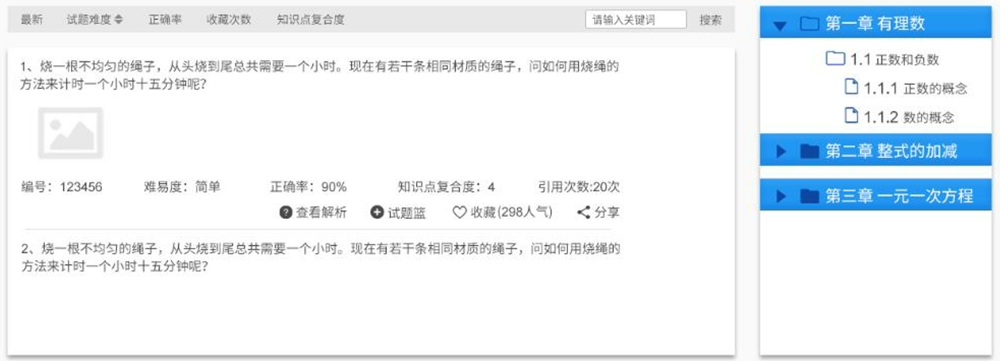 最新 试题难度 正确率 收藏次数 知识点复合度 请输入关键词 搜索
1、烧一根不均匀的绳子，从头烧到尾总共需要一个小时。现在有若干条相同材质的绳子，问如何用烧绳的
方法来计时一个小时十五分钟呢?
编号：123456 难易度：简单 正确率：90% 知识点复合度：4 引用次数:20次
查看解析 试题篮 收藏(298人气) 分享
2、烧一根不均匀的绳子，从头烧到尾总共需要一个小时。现在有若干条相同材质的绳子，问如何用烧绳的
方法来计时一个小时十五分钟呢?
第一章 有理数
1.1 正数和负数
1.1.1 正数的概念
1.1.2 数的概念
第二章 整式的加减
第三章 一元一次方程